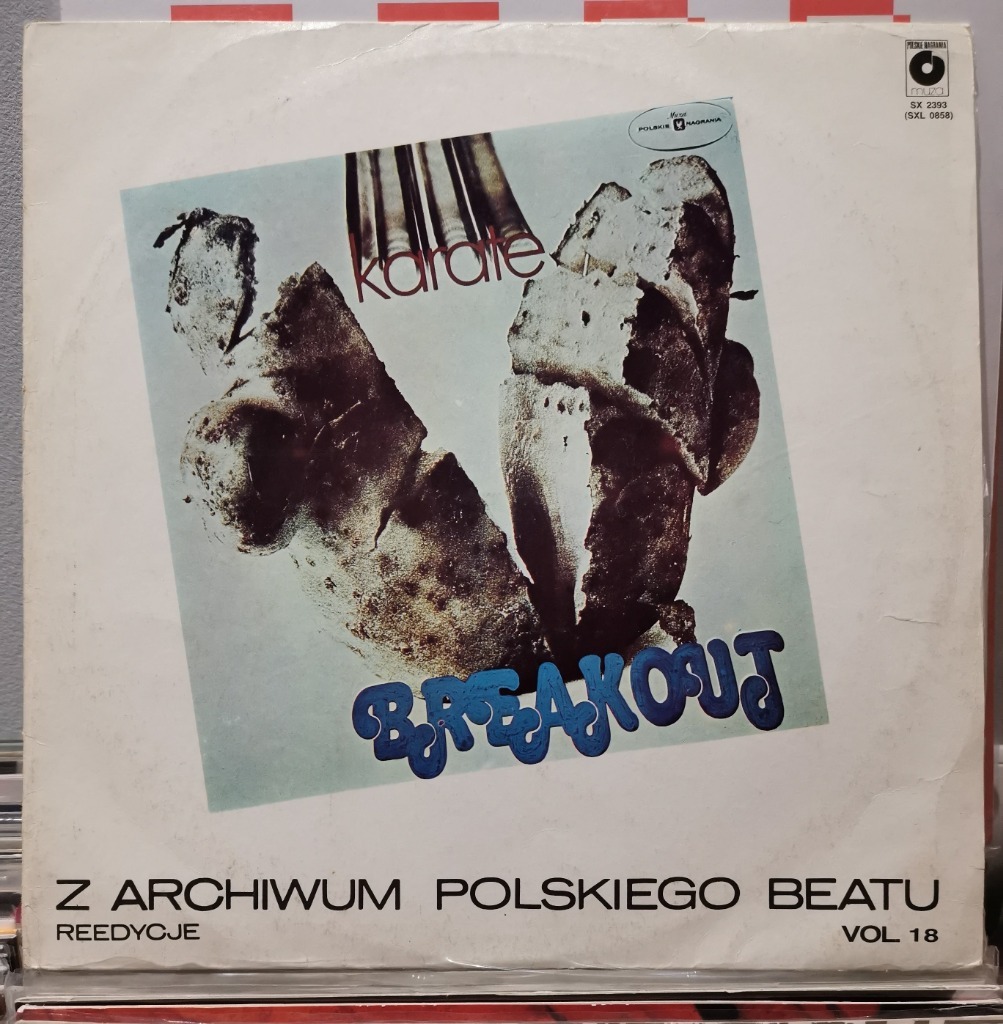 POLSKIE NAGRANIA
muza
SX 2393
(SXL 0858)
Muza
POLSKIE NAGRANIA
karate
BREAKOUT
Z ARCHIWUM POLSKIEGO BEATU
REEDYCJE
VOL 18